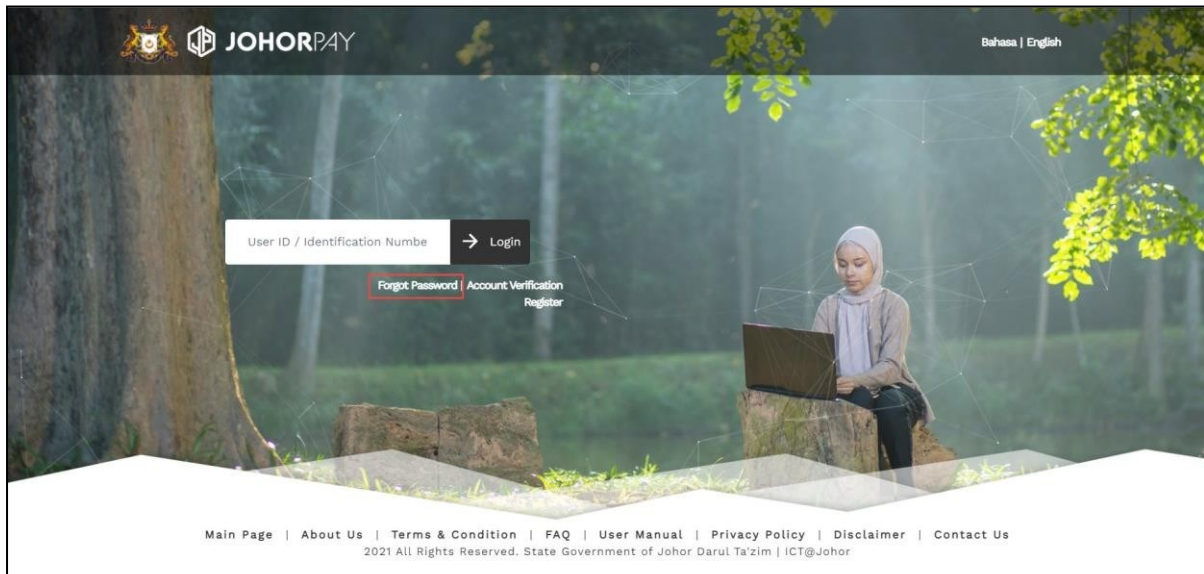 JOHORPAY
Bahasa | English
User ID / Identification Numbe
Login
Forgot Password | Account Verification
Register
Main Page | About Us | Terms & Condition | FAQ | User Manual | Privacy Policy | Disclaimer | Contact Us
2021 All Rights Reserved. State Government of Johor Darul Ta'zim | ICT@Johor